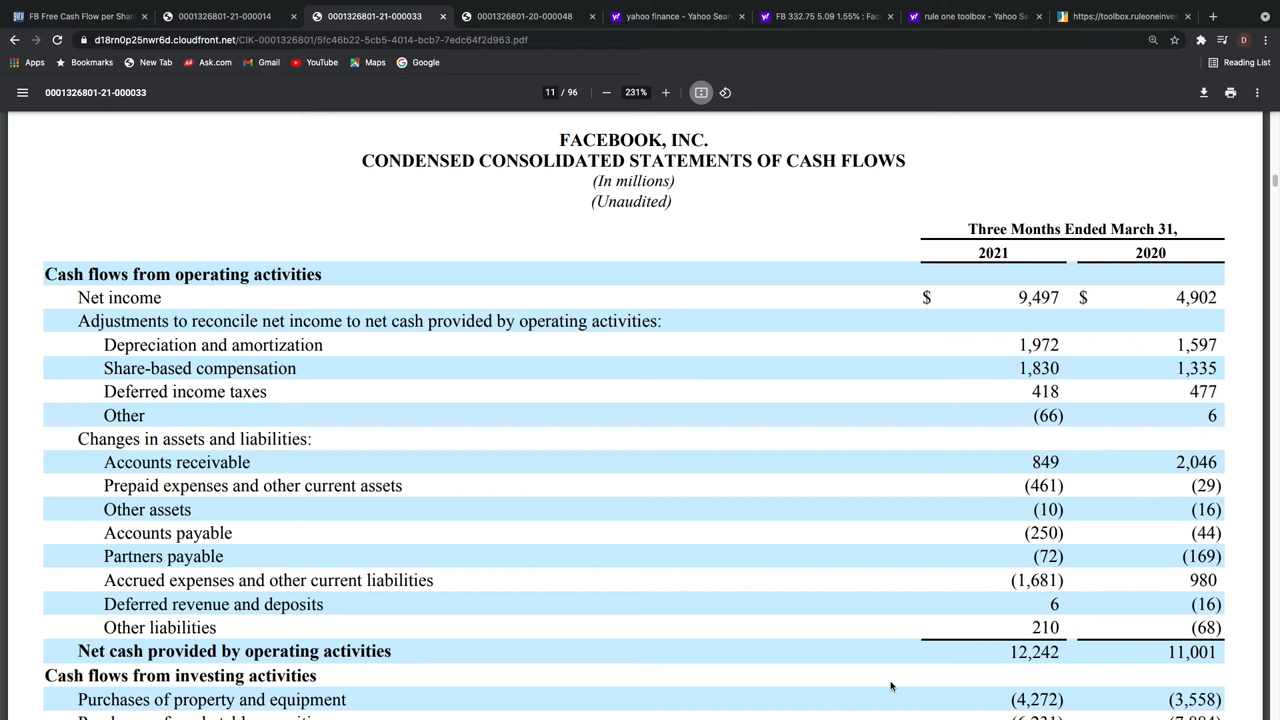 FB Free Cash Flow per Share
0001326801-21-000014
0001326801-21-000033
0001326801-20-000048
yahoo finance - Yahoo Sear
FB 332.75 5.09 1.55% : Face
rule one toolbox - Yahoo Sea
https://toolbox.ruleoneinves
d18rn0p25nwr6d.cloudfront.net/CIK-0001326801/5fc46b22-5cb5-4014-bcb7-7edc64f2d963.pdf
D
Apps
Bookmarks
New Tab
Ask.com
Gmail
YouTube
Maps
Google
Reading List
0001326801-21-000033
11 / 96
231%
FACEBOOK, INC.
CONDENSED CONSOLIDATED STATEMENTS OF CASH FLOWS
(In millions)
(Unaudited)
Three Months Ended March 31,
2021 2020
Cash flows from operating activities
Net income $ 9,497 $ 4,902
Adjustments to reconcile net income to net cash provided by operating activities:
Depreciation and amortization 1,972 1,597
Share-based compensation 1,830 1,335
Deferred income taxes 418 477
Other (66) 6
Changes in assets and liabilities:
Accounts receivable 849 2,046
Prepaid expenses and other current assets (461) (29)
Other assets (10) (16)
Accounts payable (250) (44)
Partners payable (72) (169)
Accrued expenses and other current liabilities (1,681) 980
Deferred revenue and deposits 6 (16)
Other liabilities 210 (68)
Net cash provided by operating activities 12,242 11,001
Cash flows from investing activities
Purchases of property and equipment (4,272) (3,558)